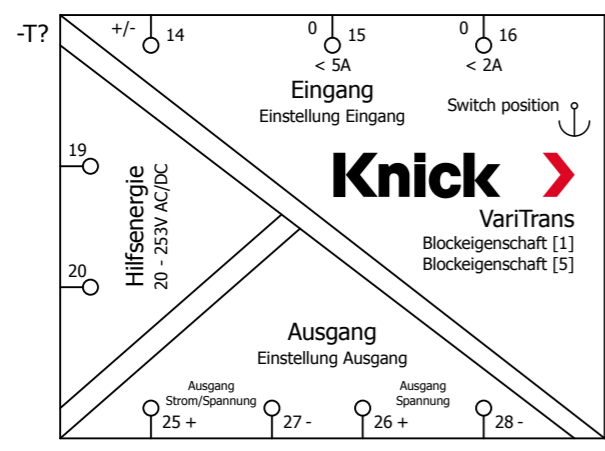 -T?
+/- 14
0 15
0 16
< 5A
< 2A
Eingang
Einstellung Eingang
Switch position
Knick
VariTrans
Blockeigenschaft [1]
Blockeigenschaft [5]
19
20
Hilfsenergie
20 - 253V AC/DC
Ausgang
Einstellung Ausgang
Ausgang
Strom/Spannung
Ausgang
Spannung
25 +
27 -
26 +
28 -